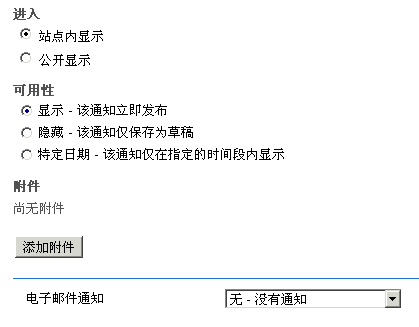 进入
站点内显示
公开显示
可用性
显示 - 该通知立即发布
隐藏 - 该通知仅保存为草稿
特定日期 - 该通知仅在指定的时间段内显示
附件
尚无附件
添加附件
电子邮件通知 无 - 没有通知